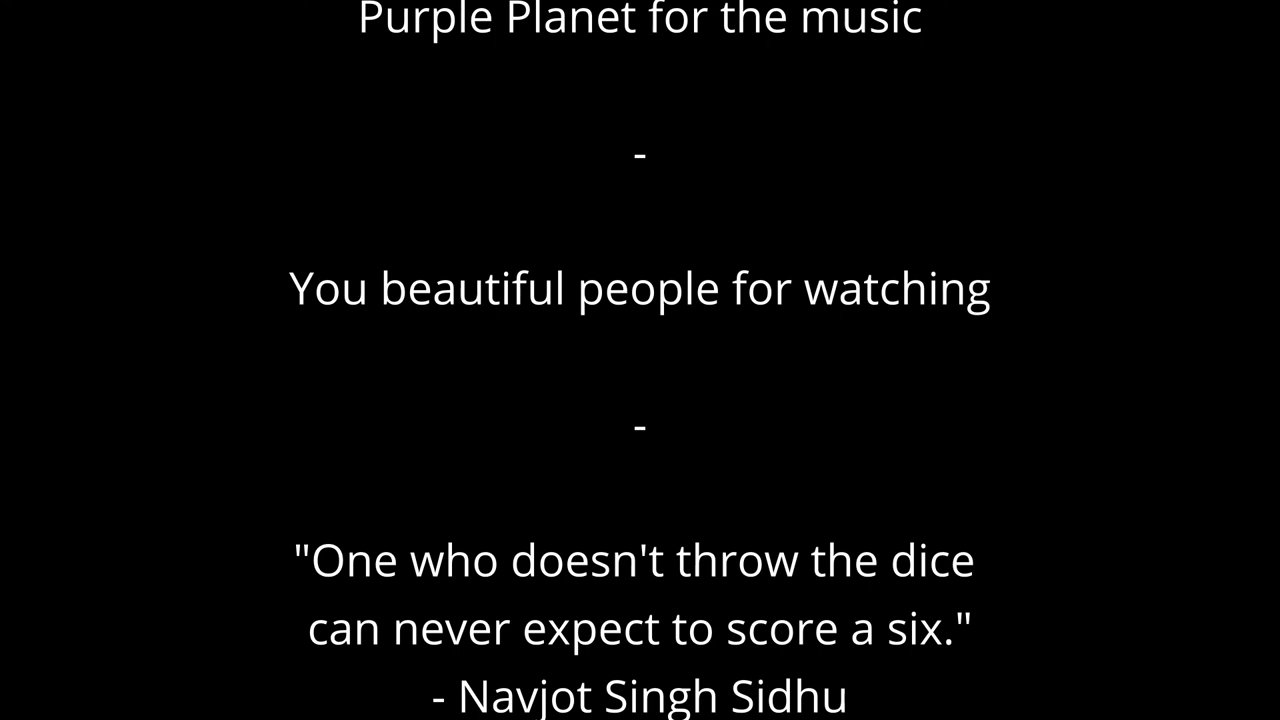 Purple Planet for the music
-
You beautiful people for watching
-
"One who doesn't throw the dice
can never expect to score a six."
- Navjot Singh Sidhu